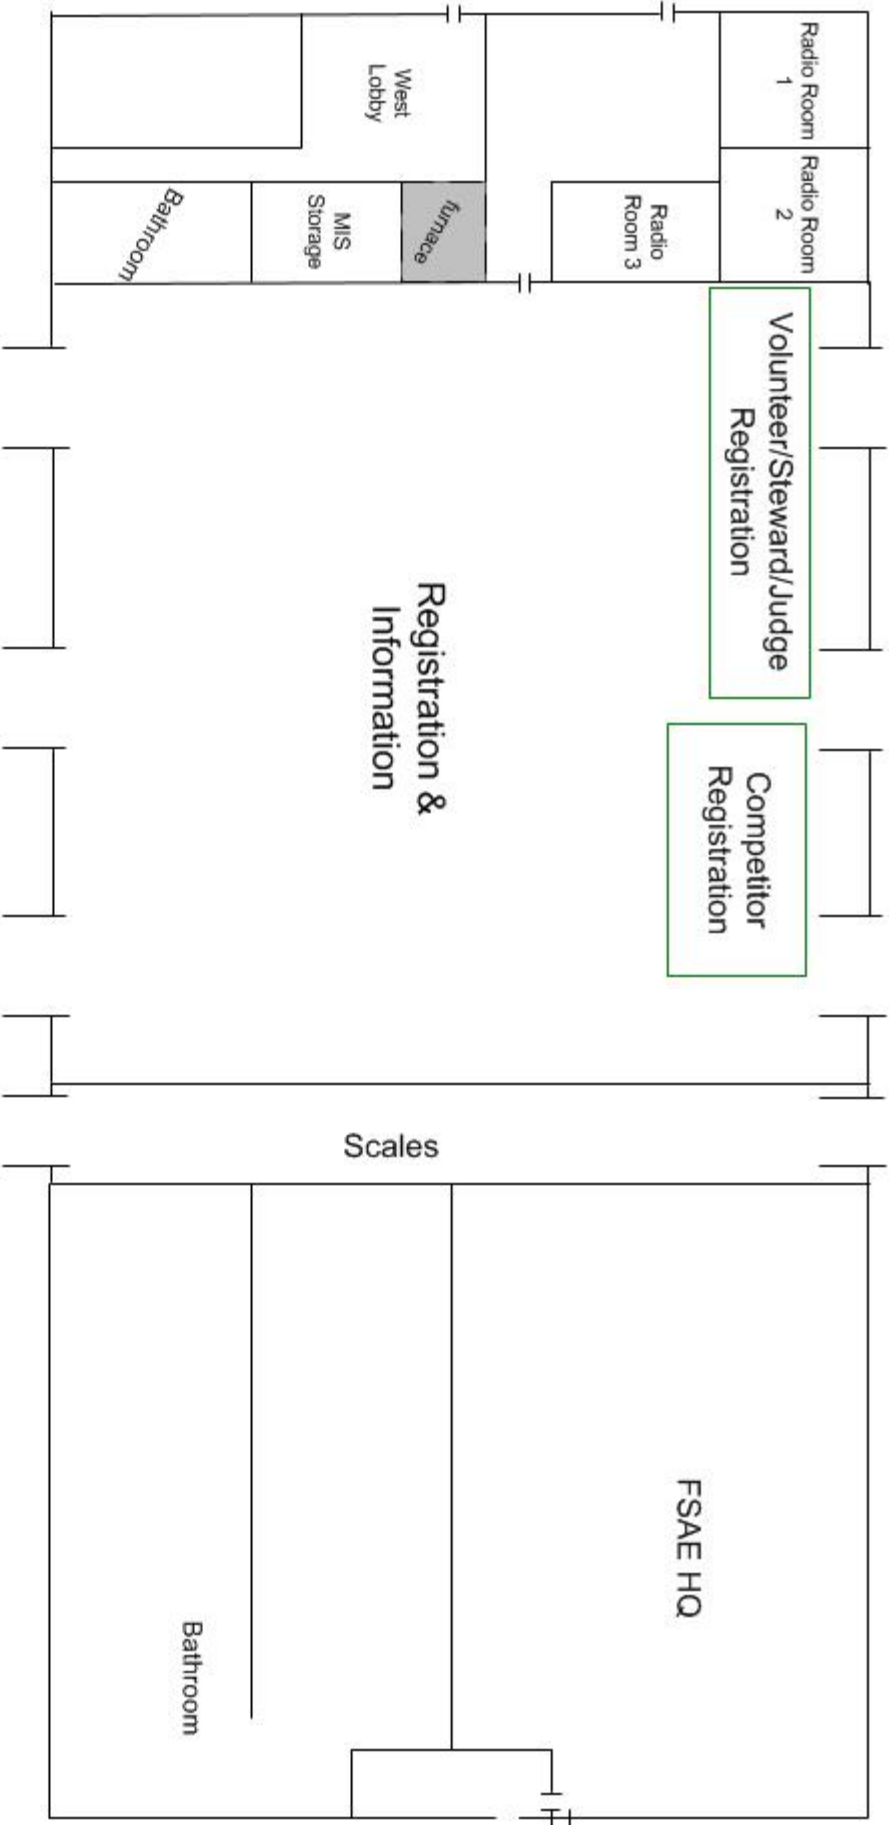 Radio Room
1
Radio Room
2
West
Lobby
Radio
Room 3
MIS
Storage
furnace
Bathroom
Volunteer/Steward/Judge
Registration
Competitor
Registration
Registration &
Information
Scales
FSAE HQ
Bathroom